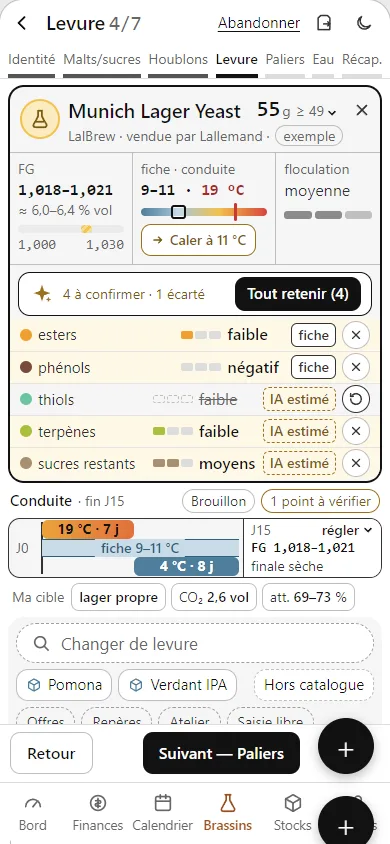 Levure 4/7 Abandonner
Identité Malts/sucres Houblons Levure Paliers Eau Récap.
Munich Lager Yeast 55 g ≥ 49
LalBrew · vendue par Lallemand · exemple
FG
1,018–1,021
≈ 6,0–6,4 % vol
1,000 1,030
fiche · conduite
9–11 · 19 °C
→ Caler à 11 °C
floculation
moyenne
4 à confirmer · 1 écarté Tout retenir (4)
esters faible fiche
phénols négatif fiche
thiols faible IA estimé
terpènes faible IA estimé
sucres restants moyens IA estimé
Conduite · fin J15 Brouillon 1 point à vérifier
J0
19 °C · 7 j
fiche 9–11 °C
4 °C · 8 j
J15 régler
FG 1,018–1,021
finale sèche
Ma cible lager propre CO₂ 2,6 vol att. 69–73 %
Changer de levure
Pomona Verdant IPA Hors catalogue
Offres Repères Atelier Saisie libre
Retour Suivant — Paliers +
Bord Finances Calendrier Brassins Stocks +